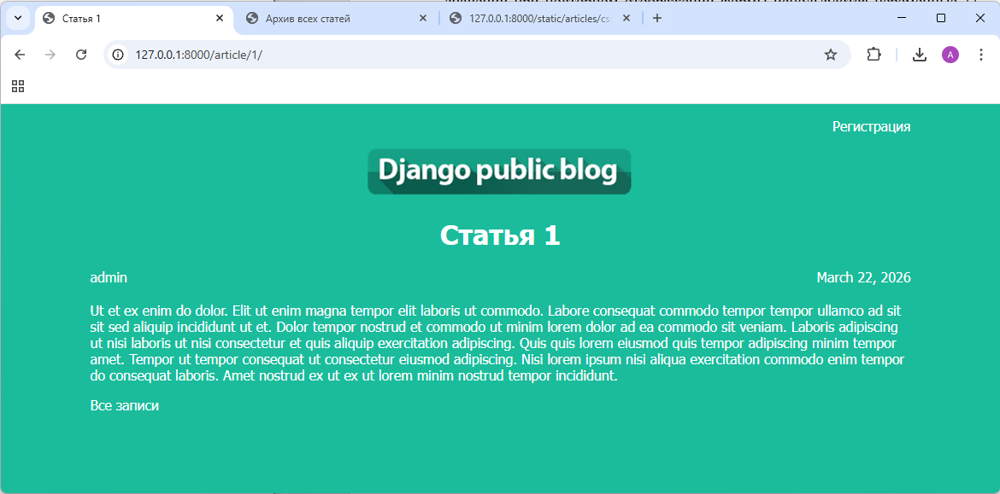 Статья 1
Архив всех статей
127.0.0.1:8000/static/articles/cs
127.0.0.1:8000/article/1/
A
Регистрация
Django public blog
Статья 1
admin
March 22, 2026
Ut et ex enim do dolor. Elit ut enim magna tempor elit laboris ut commodo. Labore consequat commodo tempor tempor ullamco ad sit
sit sed aliquip incididunt ut et. Dolor tempor nostrud et commodo ut minim lorem dolor ad ea commodo sit veniam. Laboris adipiscing
ut nisi laboris ut nisi consectetur et quis aliquip exercitation adipiscing. Quis quis lorem eiusmod quis tempor adipiscing minim tempor
amet. Tempor ut tempor consequat ut consectetur eiusmod adipiscing. Nisi lorem ipsum nisi aliqua exercitation commodo enim tempor
do consequat laboris. Amet nostrud ex ut ex ut lorem minim nostrud tempor incididunt.
Все записи